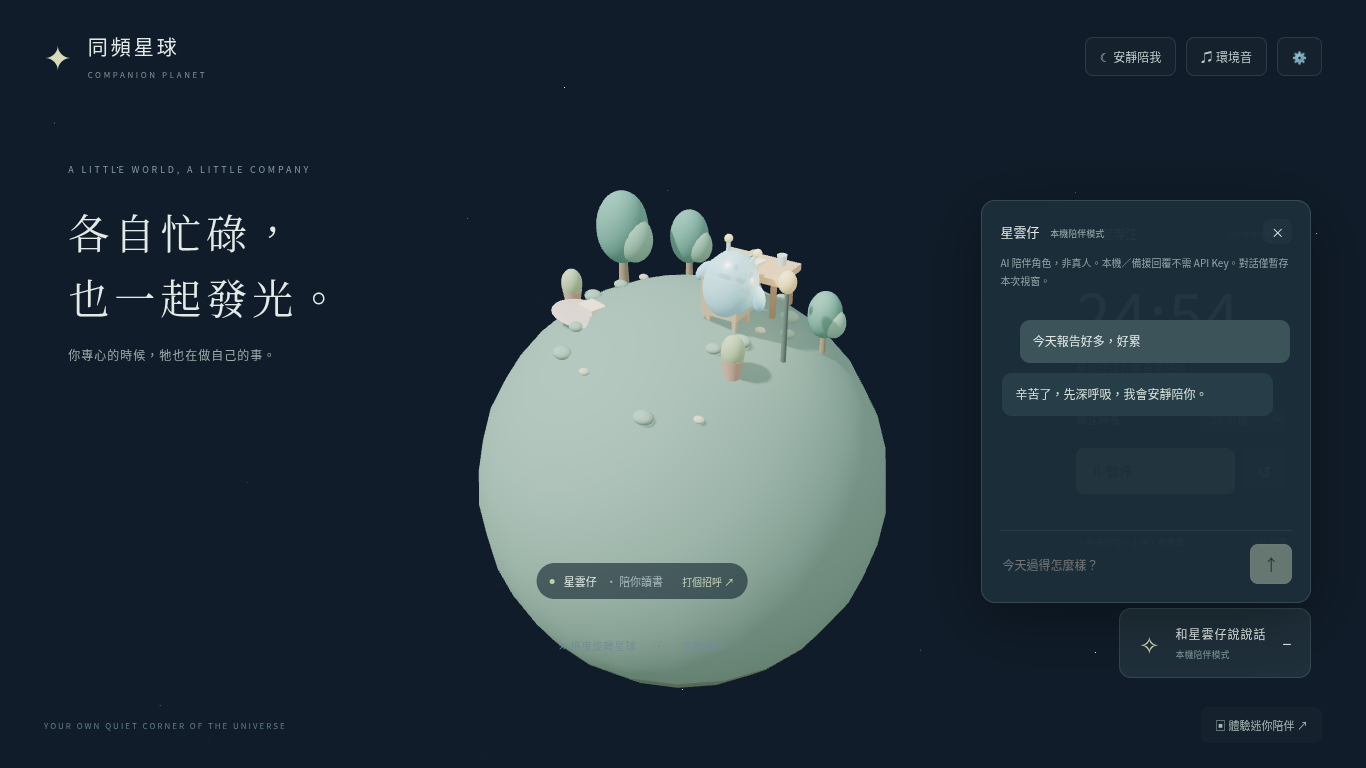 同頻星球
COMPANION PLANET
☾ 安靜陪我
♫ 環境音
A LITTLE WORLD, A LITTLE COMPANY
各自忙碌，
也一起發光。
你專心的時候，牠也在做自己的事。
星雲仔 本機陪伴模式
AI 陪伴角色，非真人。本機／備援回覆不需 API Key。對話僅暫存
本次視窗。
24:54
今天報告好多，好累
辛苦了，先深呼吸，我會安靜陪你。
今天過得怎麼樣？
星雲仔 · 陪你讀書 打個招呼 ↗
和星雲仔說說話
本機陪伴模式
YOUR OWN QUIET CORNER OF THE UNIVERSE
體驗迷你陪伴 ↗